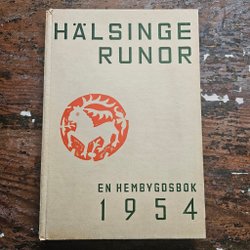 HÄLSINGE
RUNOR
EN HEMBYGDSBOK
1954